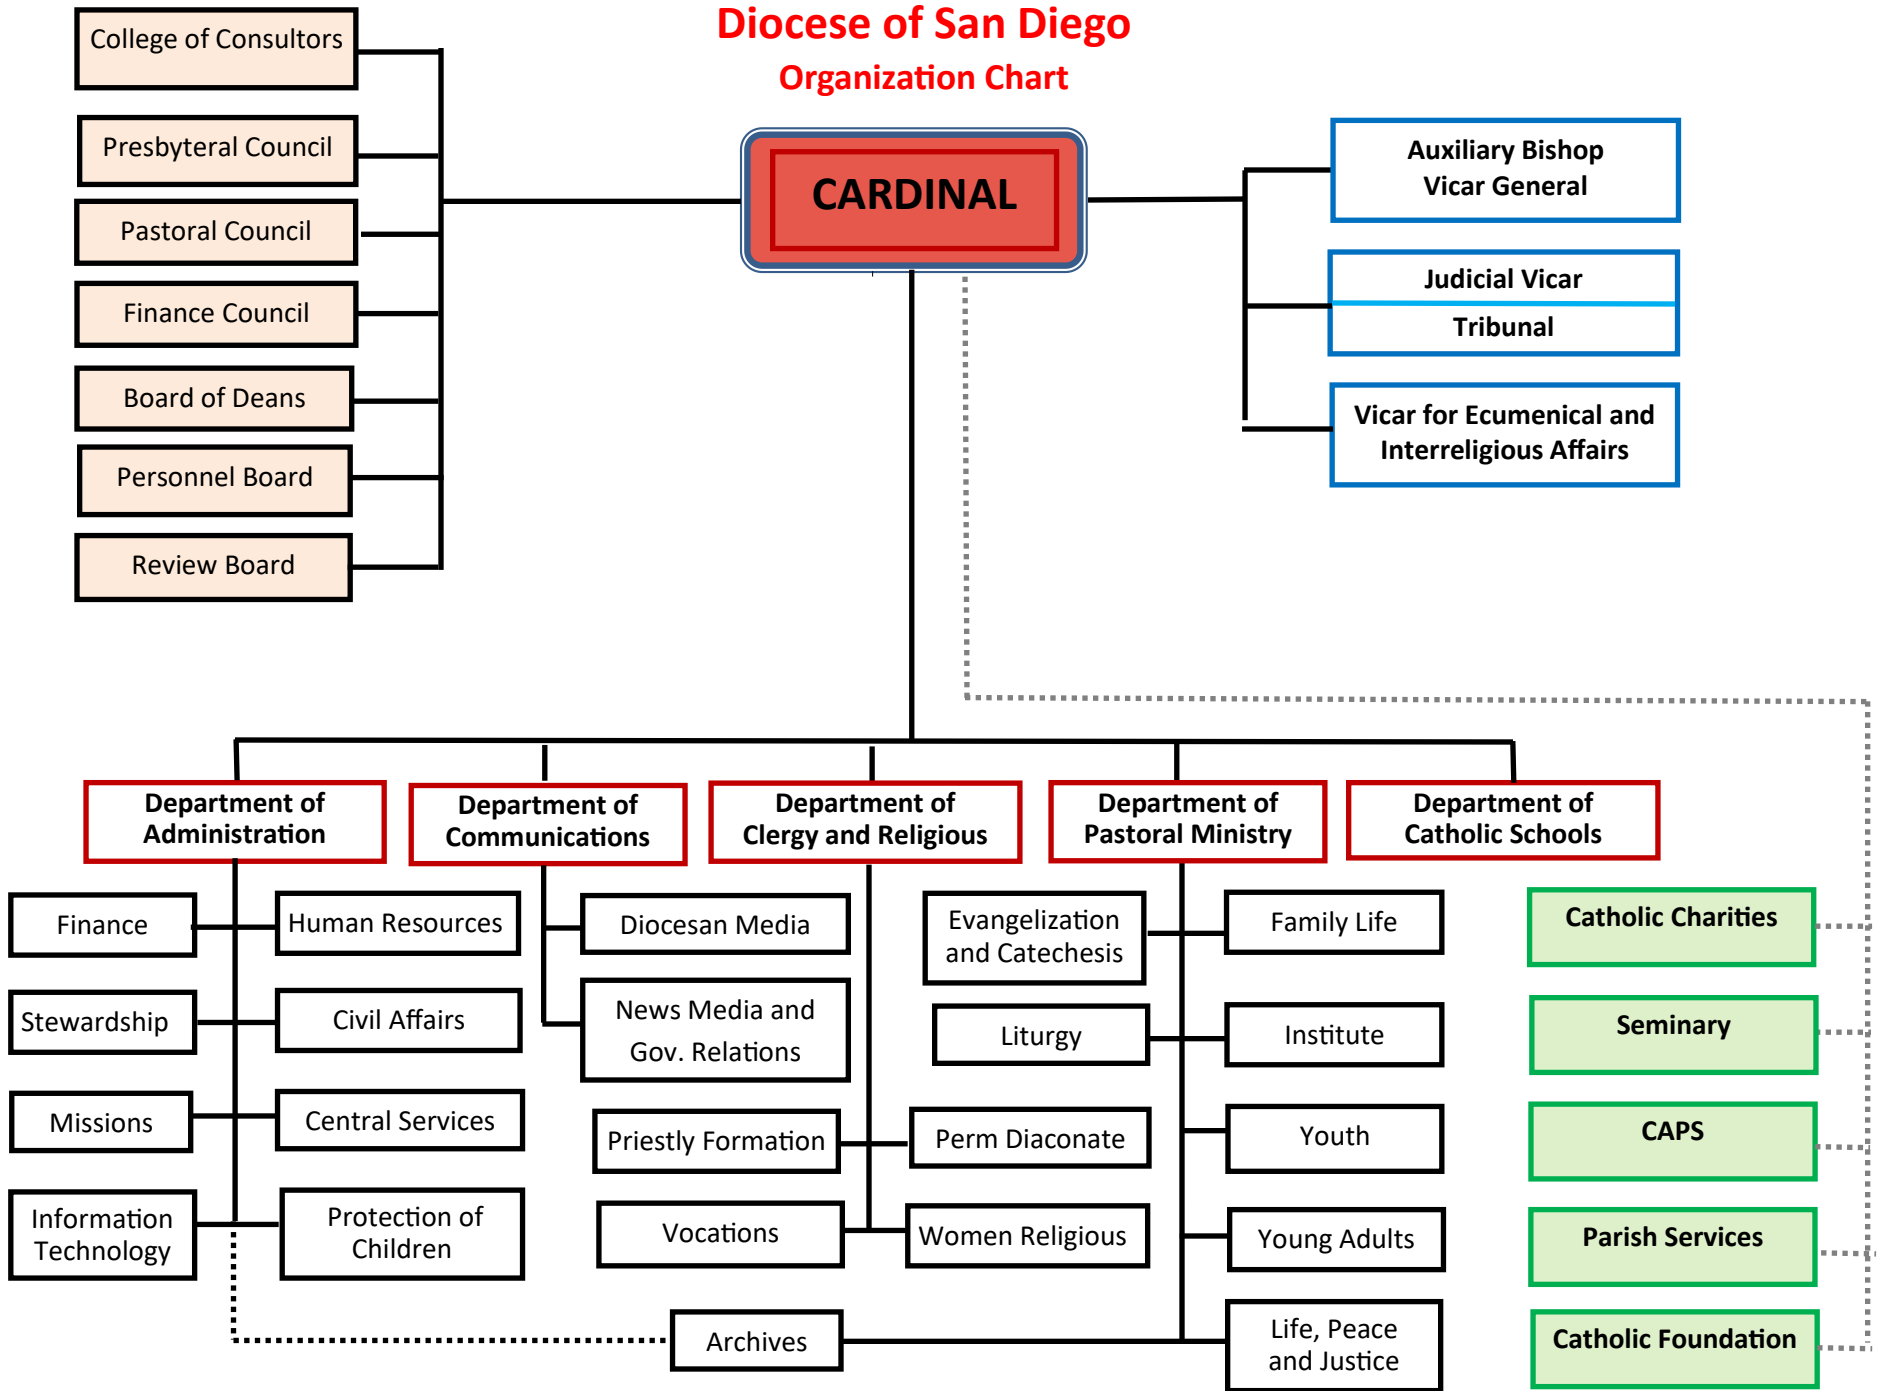 Diocese of San Diego
Organization Chart
College of Consultors
Presbyteral Council
Pastoral Council
Finance Council
Board of Deans
Personnel Board
Review Board
CARDINAL
Auxiliary Bishop
Vicar General
Judicial Vicar
Tribunal
Vicar for Ecumenical and
Interreligious Affairs
Department of
Administration
Department of
Communications
Department of
Clergy and Religious
Department of
Pastoral Ministry
Department of
Catholic Schools
Finance
Human Resources
Stewardship
Civil Affairs
Missions
Central Services
Information
Technology
Protection of
Children
Diocesan Media
News Media and
Gov. Relations
Priestly Formation
Perm Diaconate
Vocations
Women Religious
Archives
Evangelization
and Catechesis
Family Life
Liturgy
Institute
Youth
Young Adults
Life, Peace
and Justice
Catholic Charities
Seminary
CAPS
Parish Services
Catholic Foundation